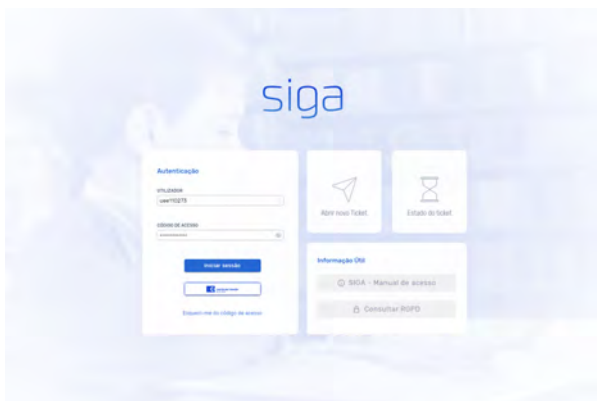 siga
Autenticação
UTILIZADOR
CÓDIGO DE ACESSO
Iniciar sessão
Esqueci-me do código de acesso
Abrir novo Ticket
Estado do ticket
Informação Útil
SIGA - Manual de acesso
Consultar RGPD